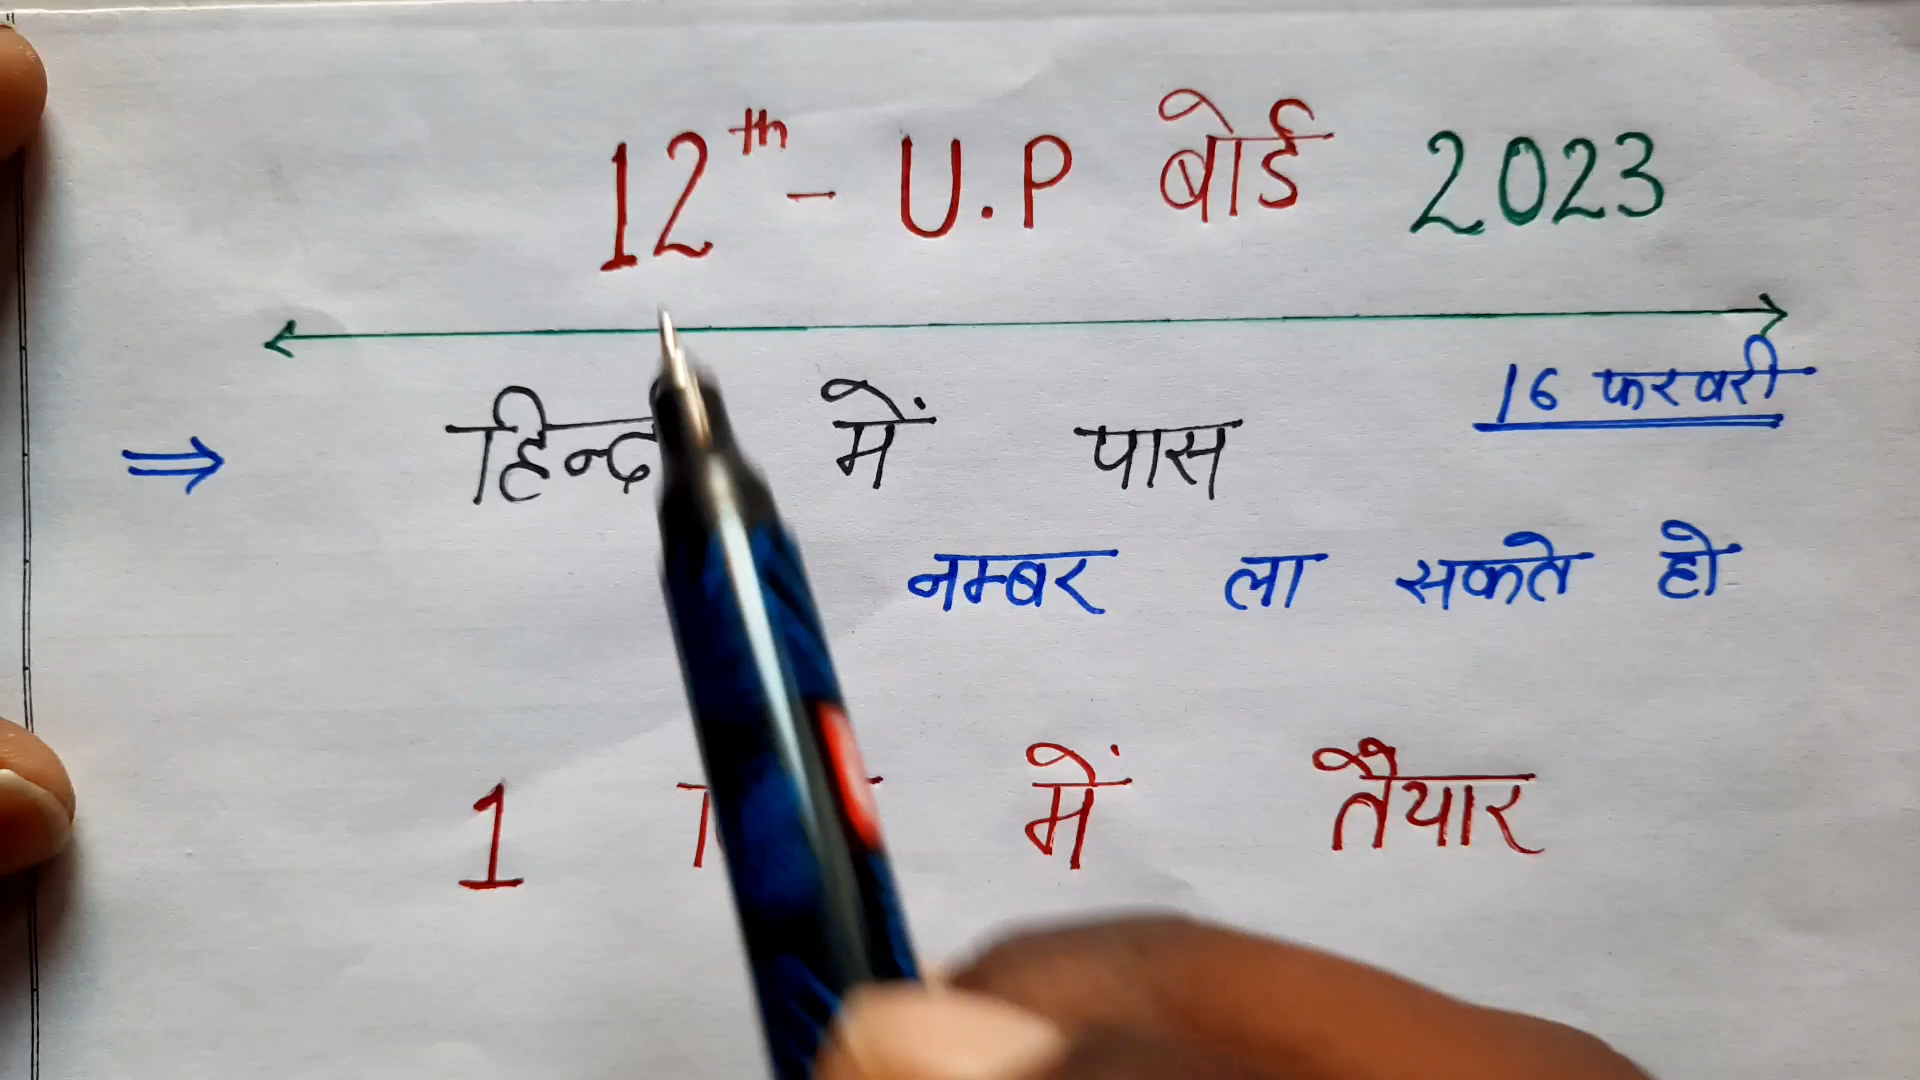 12th - U.P बोर्ड 2023
16 फरवरी
⇒ में पास
नम्बर ला सकते हो
1 में तैयार